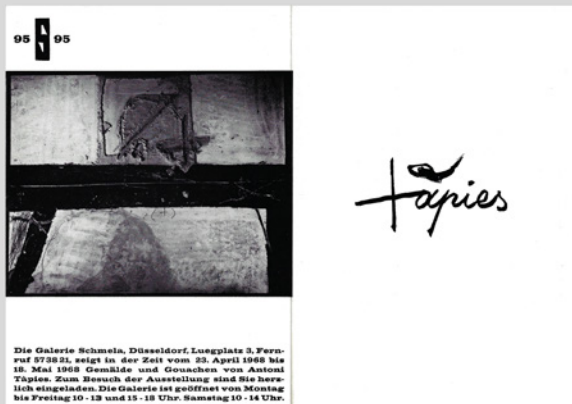 95 95
Die Galerie Schmela, Düsseldorf, Luegplatz 3, Fern-
ruf 573821, zeigt in der Zeit vom 23. April 1968 bis
18. Mai 1968 Gemälde und Gouachen von Antoni
Tàpies. Zum Besuch der Ausstellung sind Sie herz-
lich eingeladen. Die Galerie ist geöffnet von Montag
bis Freitag 10 - 13 und 15 - 18 Uhr. Samstag 10 - 14 Uhr.
tàpies